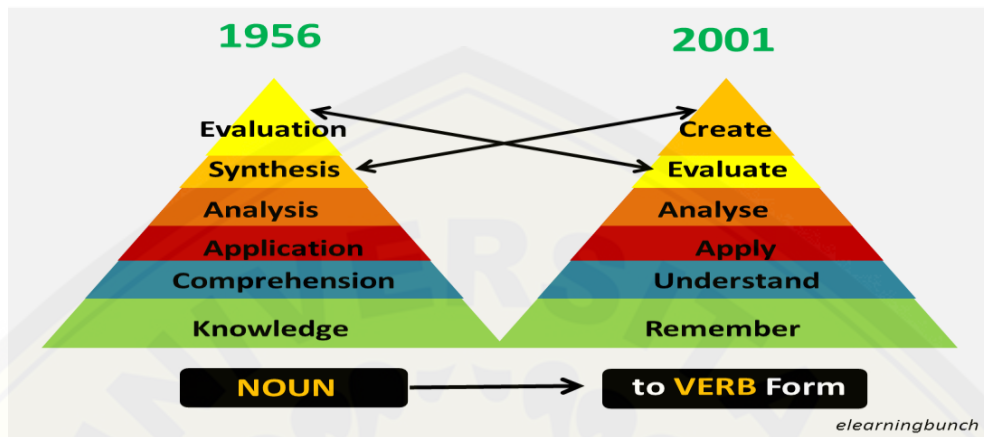 1956
Evaluation
Synthesis
Analysis
Application
Comprehension
Knowledge
2001
Create
Evaluate
Analyse
Apply
Understand
Remember
NOUN
to VERB Form
elearningbunch